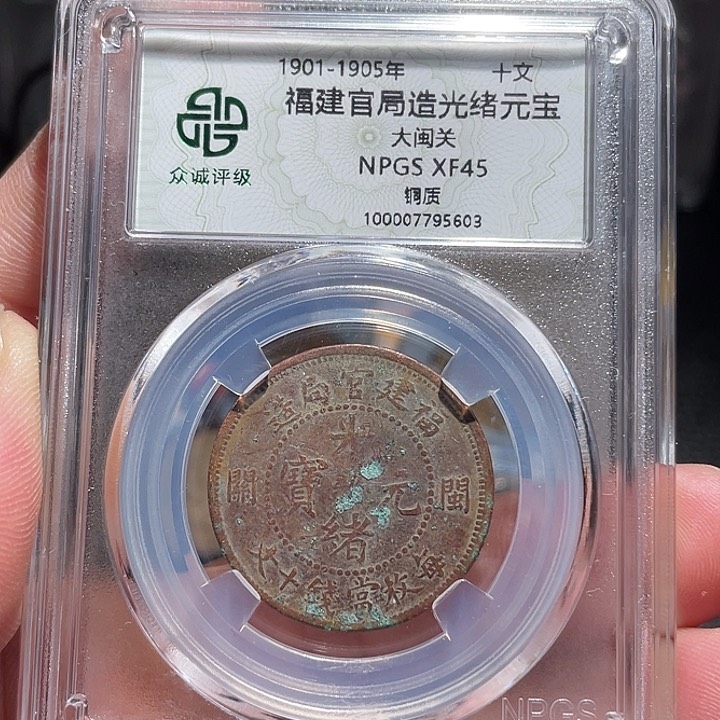 1901-1905年 十文
福建官局造光绪元宝
大闽关
NPGS XF45
铜质
100007795603
众诚评级
福建官局造
光緒元寶
閩關
每枚當錢十文
NPGS